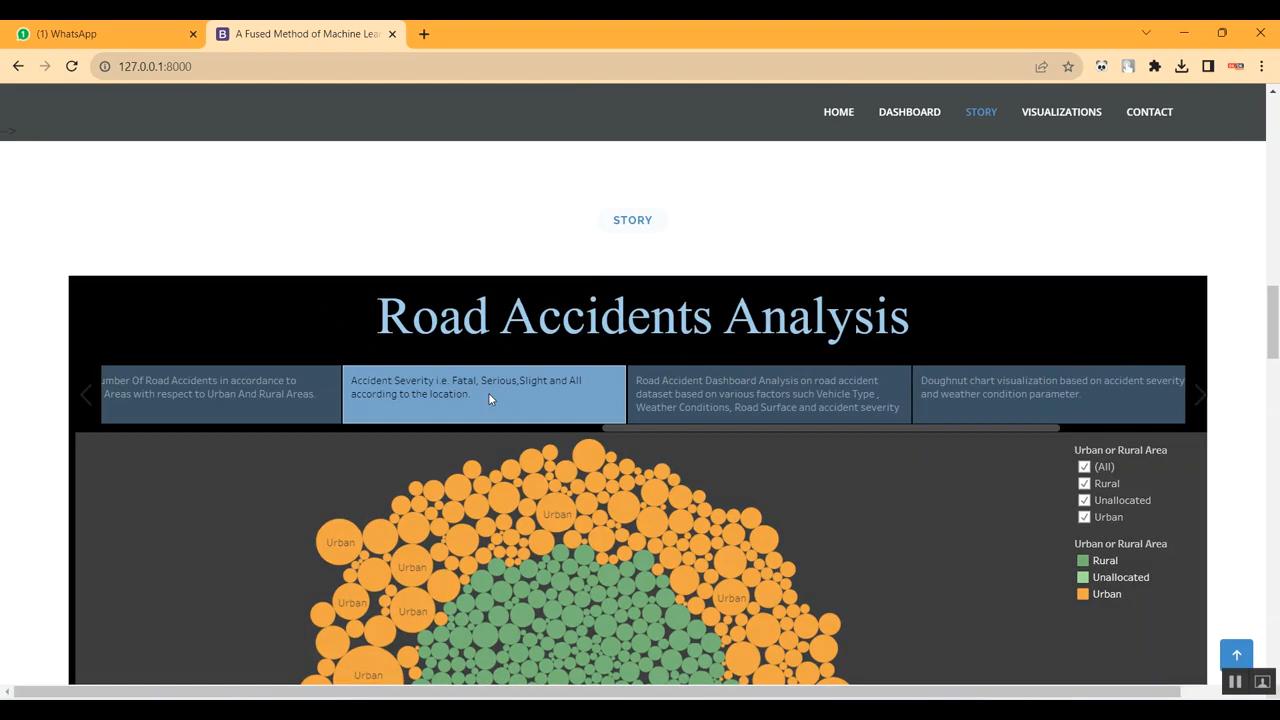 (1) WhatsApp
A Fused Method of Machine Lea
127.0.0.1:8000
HOME DASHBOARD STORY VISUALIZATIONS CONTACT
-->
STORY
Road Accidents Analysis
umber Of Road Accidents in accordance to
Areas with respect to Urban And Rural Areas.
Accident Severity i.e. Fatal, Serious,Slight and All
according to the location.
Road Accident Dashboard Analysis on road accident
dataset based on various factors such Vehicle Type ,
Weather Conditions, Road Surface and accident severity
Doughnut chart visualization based on accident severity
and weather condition parameter.
Urban or Rural Area
(All)
Rural
Unallocated
Urban
Urban or Rural Area
Rural
Unallocated
Urban
Urban
Urban
Urban
Urban
Urban
Urban
Urban